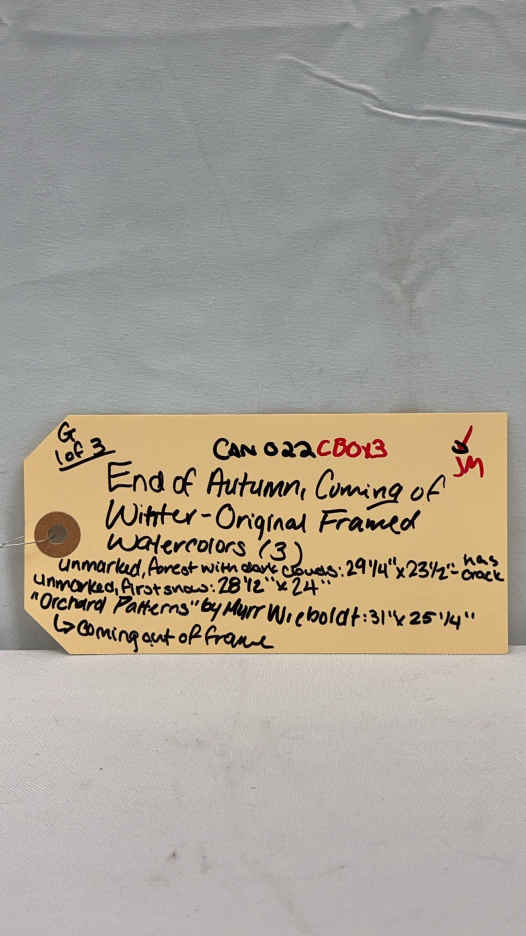 G
1 of 3
CAN 022 CBOX3
JM
End of Autumn, Coming of
Winter - Original Framed
Watercolors (3)
unmarked, forest with dark clouds: 29 1/4" x 23 1/2" - has crack
unmarked, first snow: 28 1/2" x 24"
"Orchard Patterns" by Murr Wieboldt: 31" x 25 1/4"
↳ coming out of frame